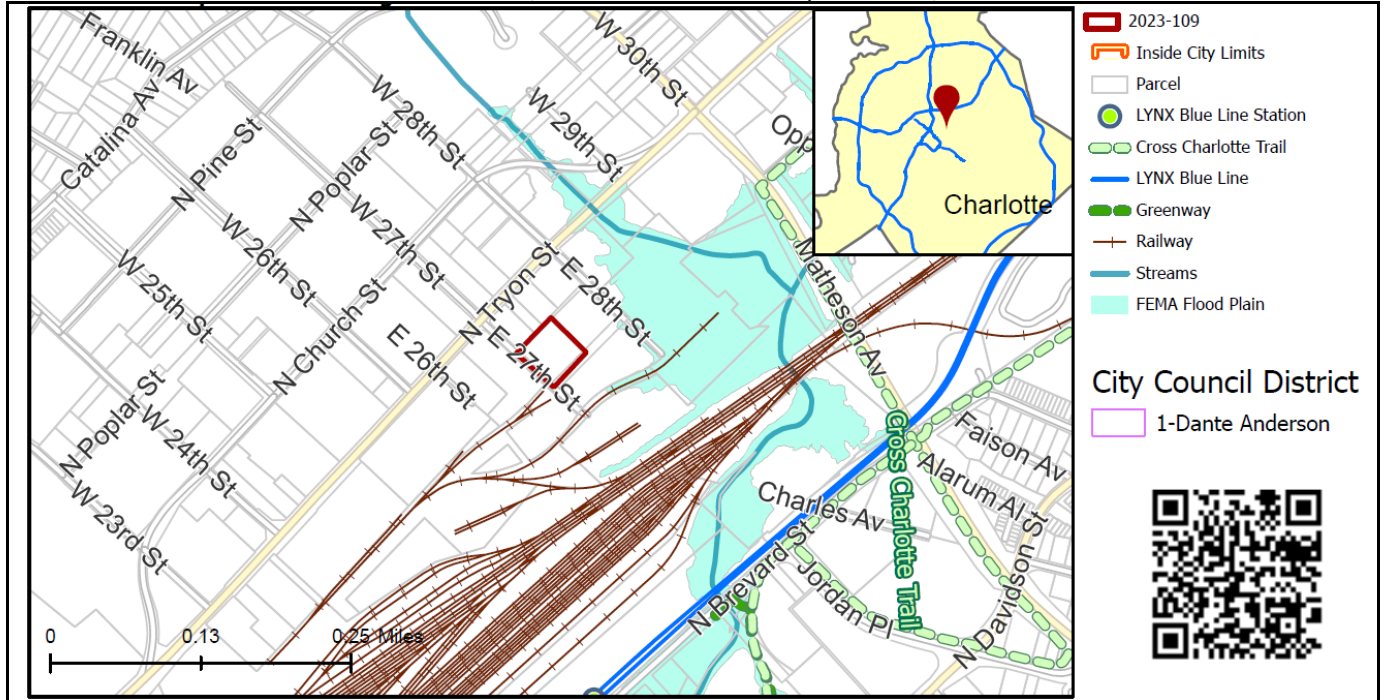 Franklin Av
Catalina Av
N Pine St
W 28th St
N Poplar St
W 29th St
W 30th St
Opp
W 27th St
W 26th St
W 25th St
N Church St
N Tryon St
E 28th St
E 27th St
E 26th St
N Poplar St
W 24th St
W 23rd St
Matheson Av
Cross Charlotte Trail
Faison Av
Alarum Al
Charles Av
N Brevard St
Jordan Pl
N Davidson St
0 0.13 0.25 Miles
Charlotte
2023-109
Inside City Limits
Parcel
LYNX Blue Line Station
Cross Charlotte Trail
LYNX Blue Line
Greenway
Railway
Streams
FEMA Flood Plain
City Council District
1-Dante Anderson